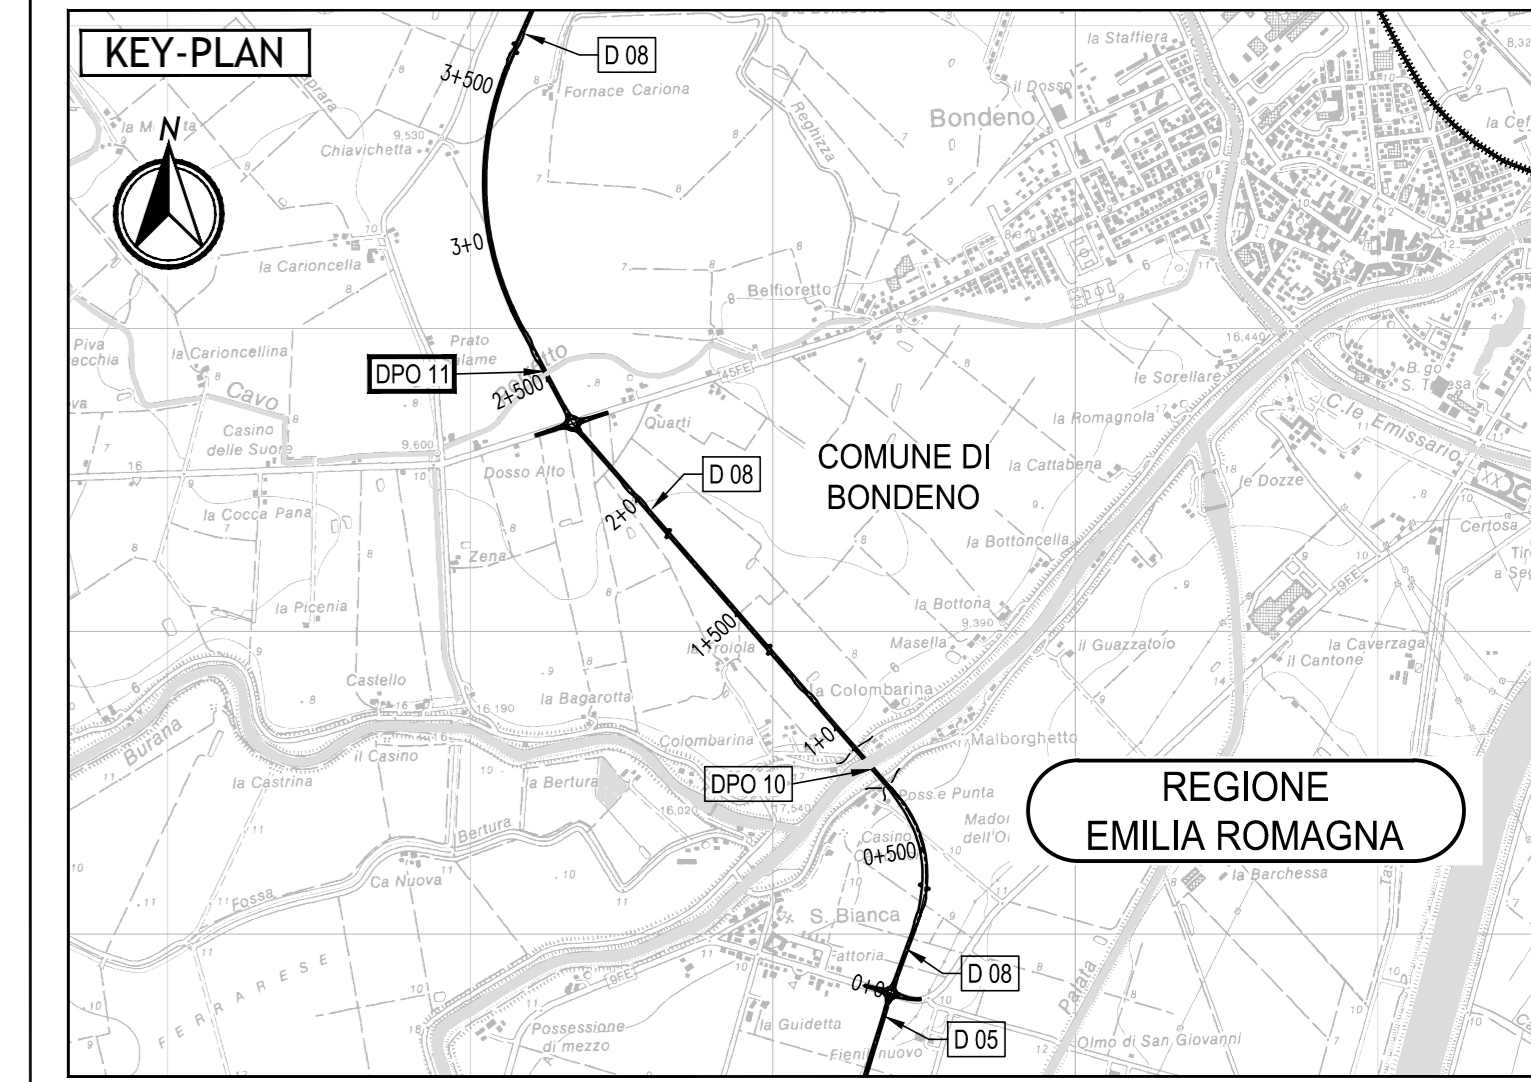 KEY-PLAN
N
D 08
3+500
Fornace Cariona
la Staffiera
il Dosso
Bondeno
Reghizza
9,530
Chiavichetta
3+0
la Carioncella
Belfioretto
Prato
la Carioncellina
DPO 11
2+500
45FE
16,440
le Sorellare
B.go
C.le Emissario
Cavo
Casino
delle Suore
9,600
Quarti
la Romagnola
Dosso Alto
D 08
COMUNE DI
BONDENO
la Cattabena
le Dozze
la Cocca Pana
2+0
Certosa
Zena
la Bottoncella
9FE
la Picenia
1+500
la Bottona
9,390
Masella
il Guazzatoio
la Caverzaga
il Cantone
Castello
16,190
la Bagarotta
la Colombarina
Burana
il Casino
Colombarina
1+0
Malborghetto
la Castrina
la Bertura
DPO 10
Poss.e Punta
REGIONE
EMILIA ROMAGNA
16,020
17,540
Bertura
Casino
0+500
Ca Nuova
Fossa
la Barchessa
S. Bianca
Fattoria
FERRARESE
9FE
0+0
D 08
Palata
Possessione
di mezzo
la Guidetta
D 05
Fienil nuovo
Olmo di San Giovanni